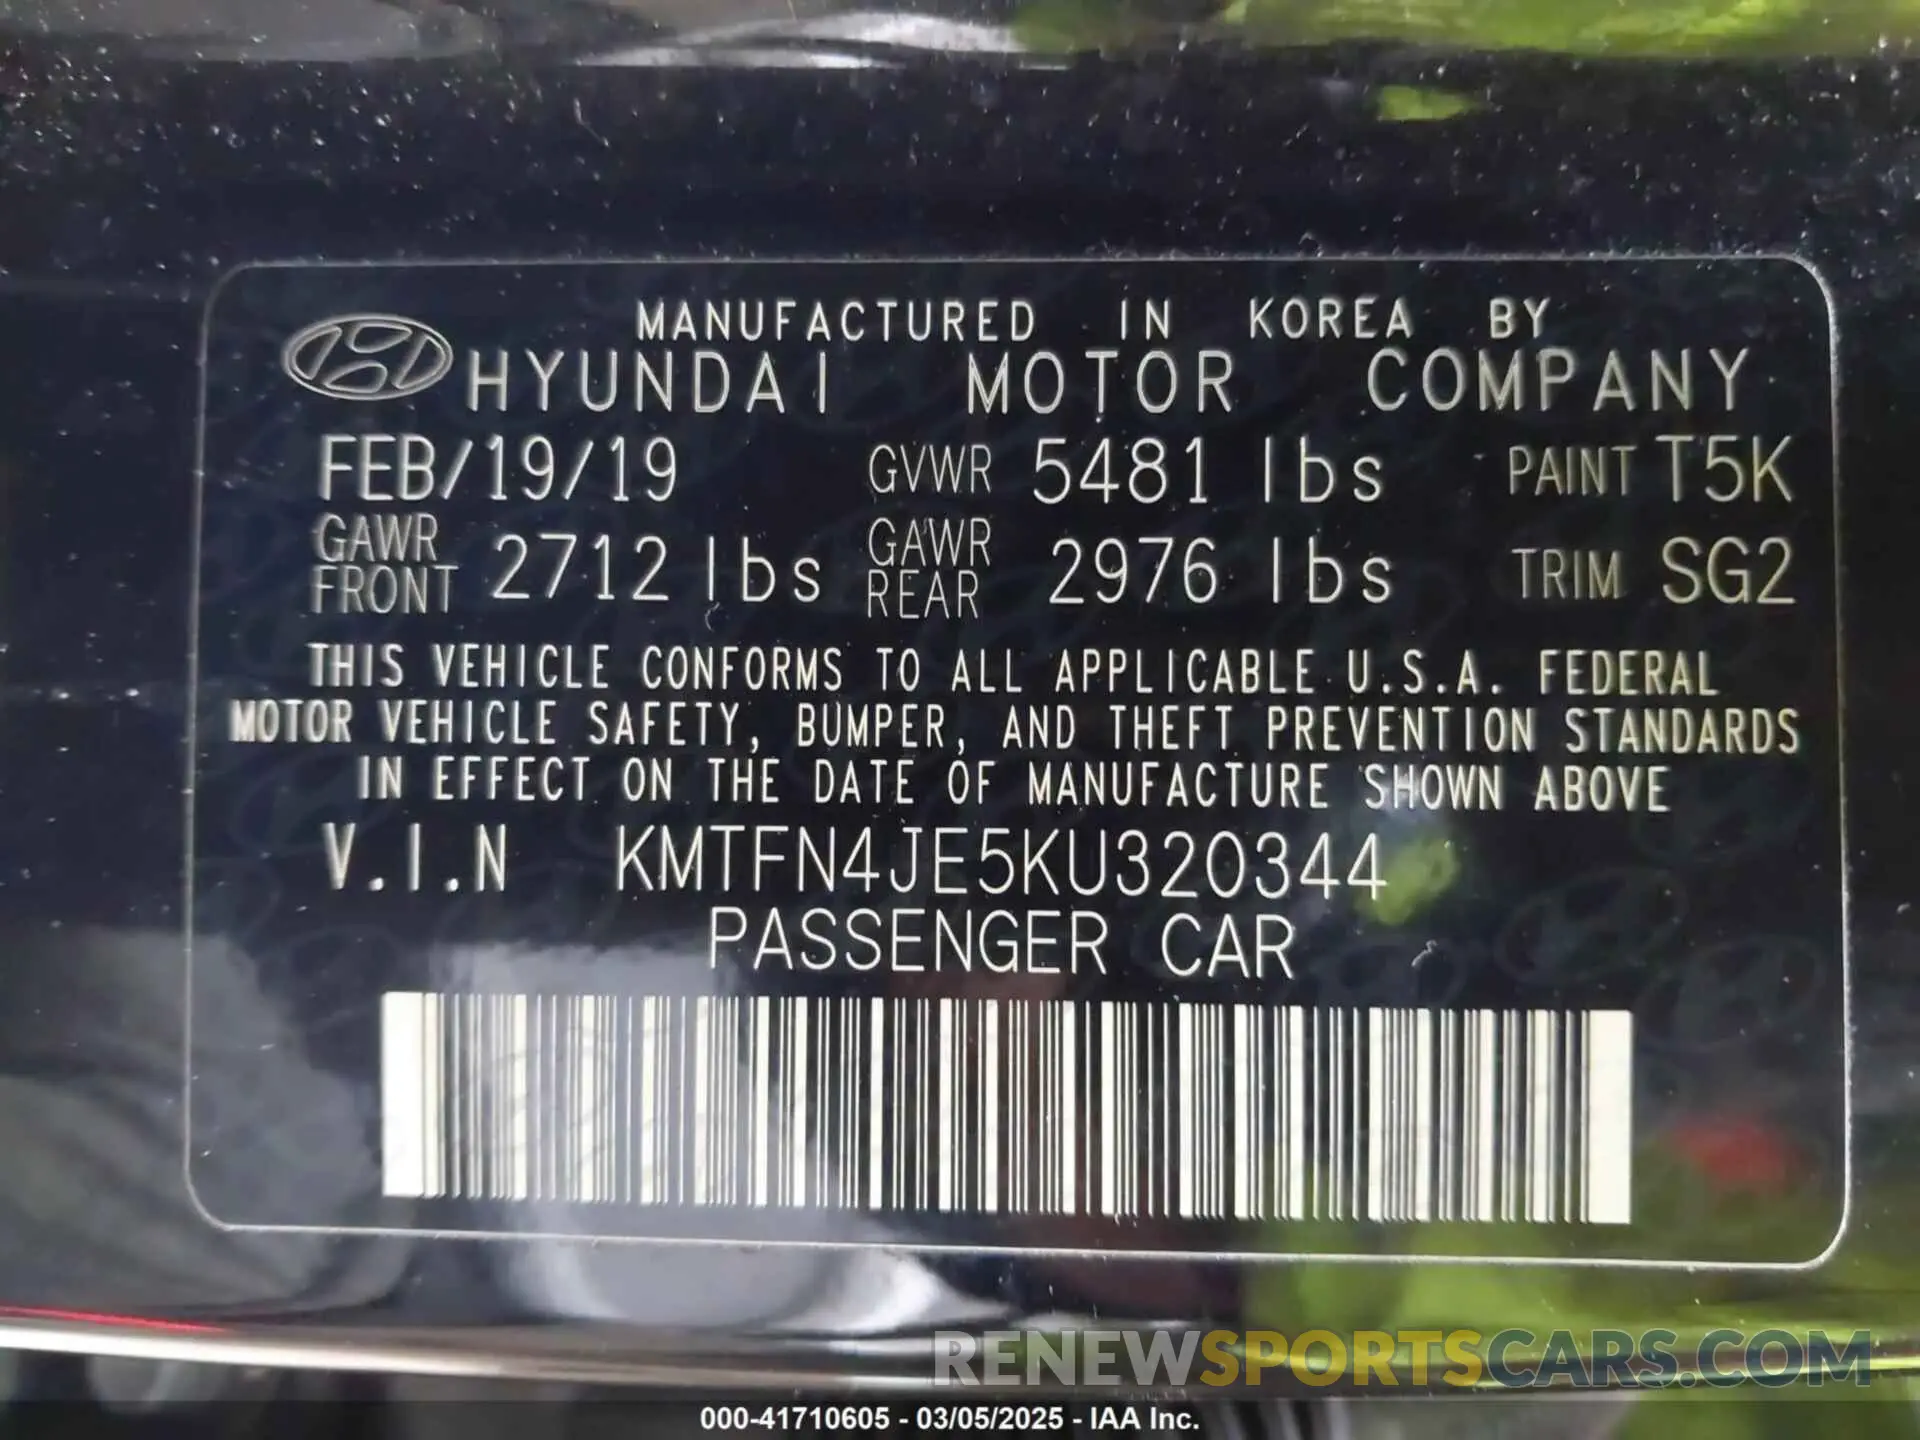 MANUFACTURED IN KOREA BY
HYUNDAI MOTOR COMPANY
FEB/19/19 GVWR 5481 lbs PAINT T5K
GAWR FRONT 2712 lbs GAWR REAR 2976 lbs TRIM SG2
THIS VEHICLE CONFORMS TO ALL APPLICABLE U.S.A. FEDERAL
MOTOR VEHICLE SAFETY, BUMPER, AND THEFT PREVENTION STANDARDS
IN EFFECT ON THE DATE OF MANUFACTURE SHOWN ABOVE
V.I.N KMTFN4JE5KU320344
PASSENGER CAR
RENEWSPORTSCARS.COM
000-41710605 - 03/05/2025 - IAA Inc.